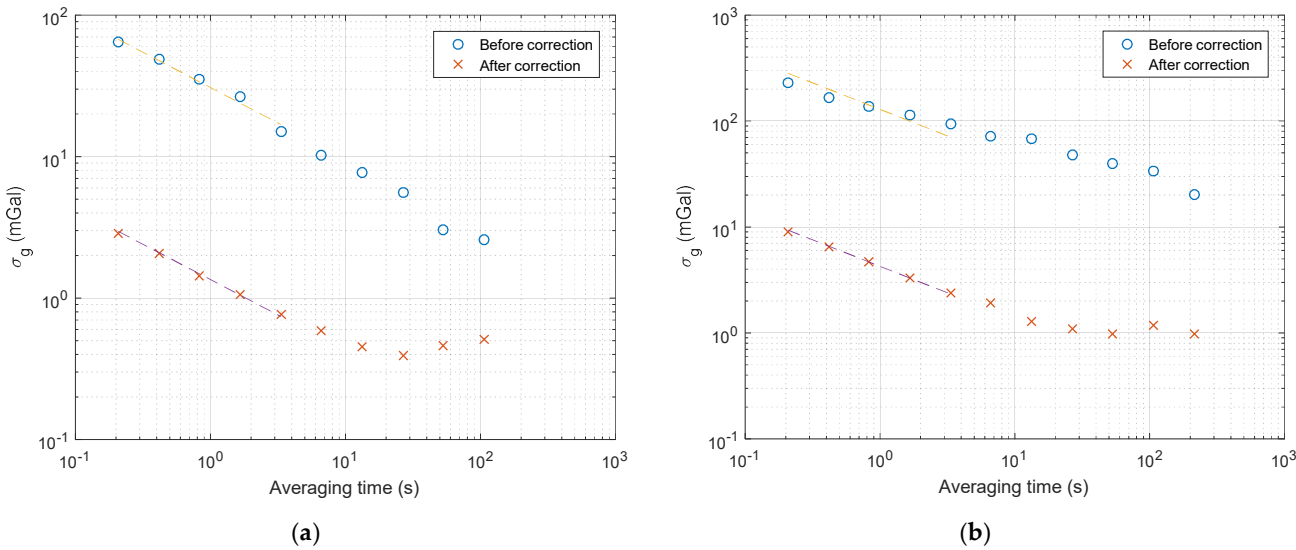 10^2
10^1
10^0
10^-1
σ_g (mGal)
Before correction
After correction
10^-1 10^0 10^1 10^2 10^3
Averaging time (s)
(a)
10^3
10^2
10^1
10^0
10^-1
σ_g (mGal)
Before correction
After correction
10^-1 10^0 10^1 10^2 10^3
Averaging time (s)
(b)